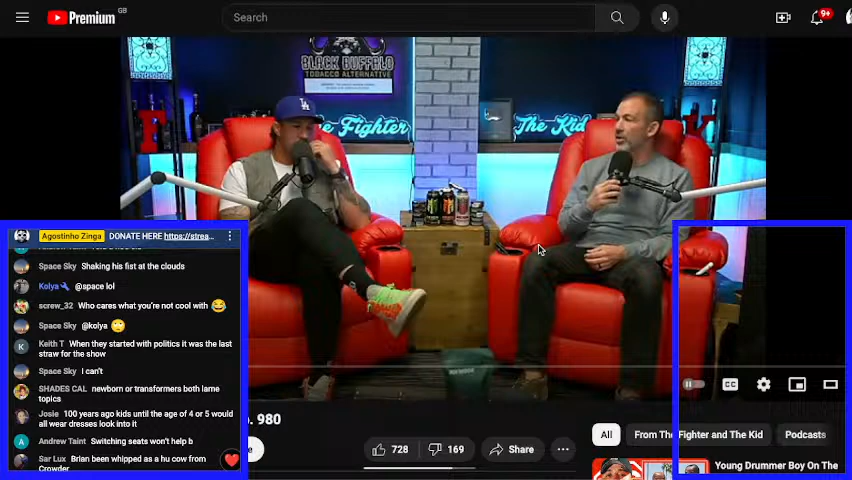 Premium GB
Search
9+
BLACK BUFFALO
TOBACCO ALTERNATIVE
The Kid
e Fighter
Agostinho Zinga DONATE HERE https://strea...
Space Sky Shaking his fist at the clouds
Kolya @space lol
screw_32 Who cares what you're not cool with
Space Sky @kolya
Keith T When they started with politics it was the last
straw for the show
Space Sky I can't
SHADES CAL newborn or transformers both lame
topics
Josie 100 years ago kids until the age of 4 or 5 would
all wear dresses look into it
Andrew Taint Switching seats won't help b
Sar Lux Brian been whipped as a hu cow from
Crowder
CC
. 980
728
169
Share
All
From The Fighter and The Kid
Podcasts
Young Drummer Boy On The